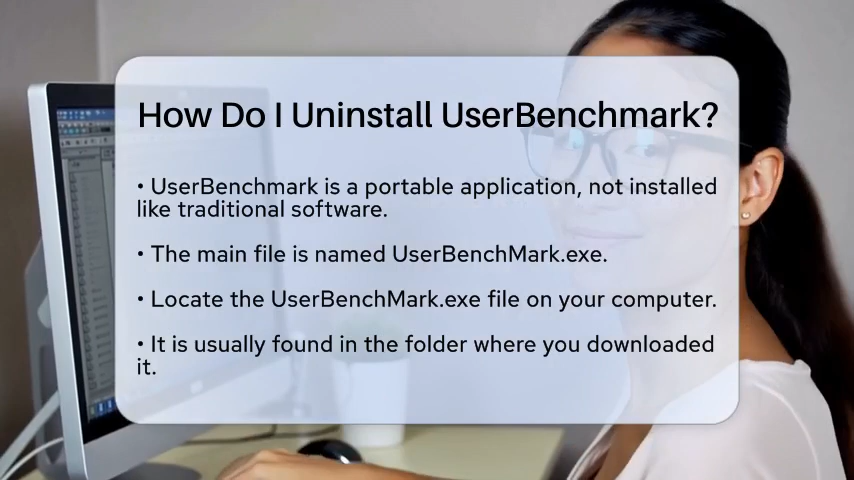 How Do I Uninstall UserBenchmark?
• UserBenchmark is a portable application, not installed
like traditional software.
• The main file is named UserBenchMark.exe.
• Locate the UserBenchMark.exe file on your computer.
• It is usually found in the folder where you downloaded
it.